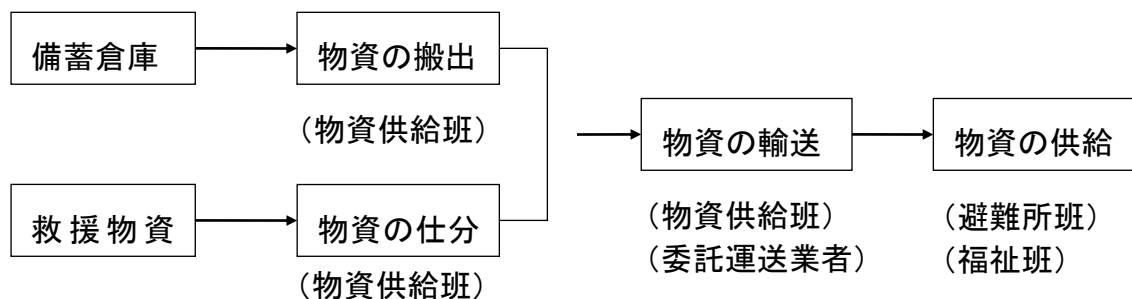 備蓄倉庫
物資の搬出
（物資供給班）
救援物資
物資の仕分
（物資供給班）
物資の輸送
（物資供給班）
（委託運送業者）
物資の供給
（避難所班）
（福祉班）